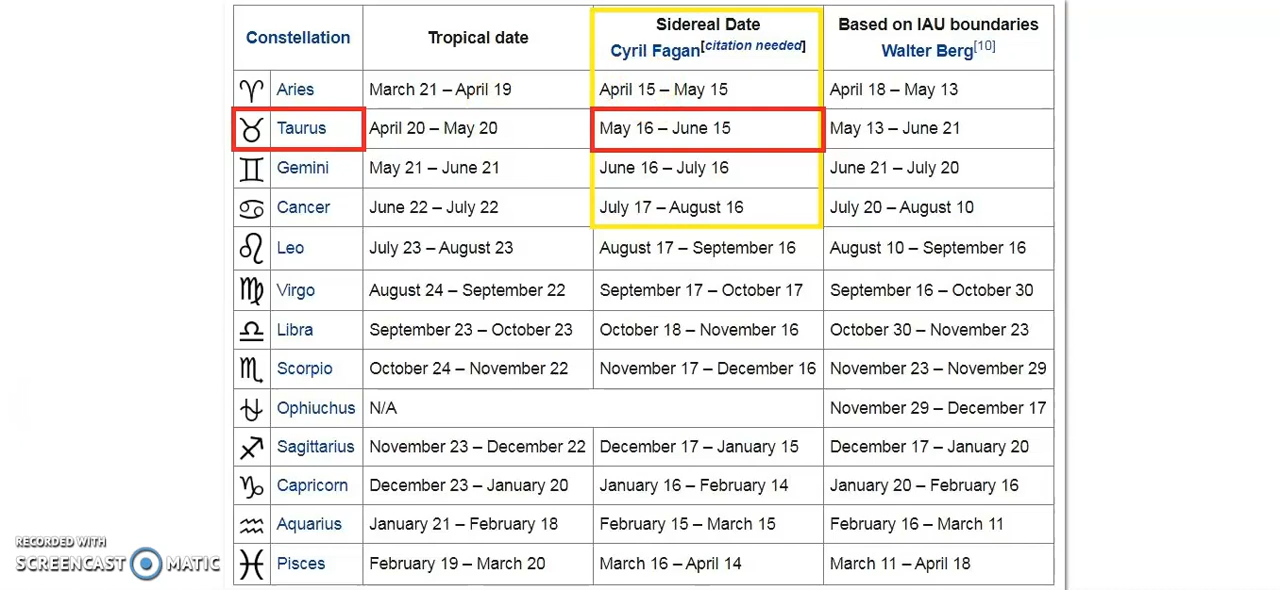 Constellation Tropical date Sidereal Date Cyril Fagan[citation needed] Based on IAU boundaries Walter Berg[10]
Aries March 21 – April 19 April 15 – May 15 April 18 – May 13
Taurus April 20 – May 20 May 16 – June 15 May 13 – June 21
Gemini May 21 – June 21 June 16 – July 16 June 21 – July 20
Cancer June 22 – July 22 July 17 – August 16 July 20 – August 10
Leo July 23 – August 23 August 17 – September 16 August 10 – September 16
Virgo August 24 – September 22 September 17 – October 17 September 16 – October 30
Libra September 23 – October 23 October 18 – November 16 October 30 – November 23
Scorpio October 24 – November 22 November 17 – December 16 November 23 – November 29
Ophiuchus N/A November 29 – December 17
Sagittarius November 23 – December 22 December 17 – January 15 December 17 – January 20
Capricorn December 23 – January 20 January 16 – February 14 January 20 – February 16
Aquarius January 21 – February 18 February 15 – March 15 February 16 – March 11
Pisces February 19 – March 20 March 16 – April 14 March 11 – April 18
RECORDED WITH
SCREENCAST MATIC